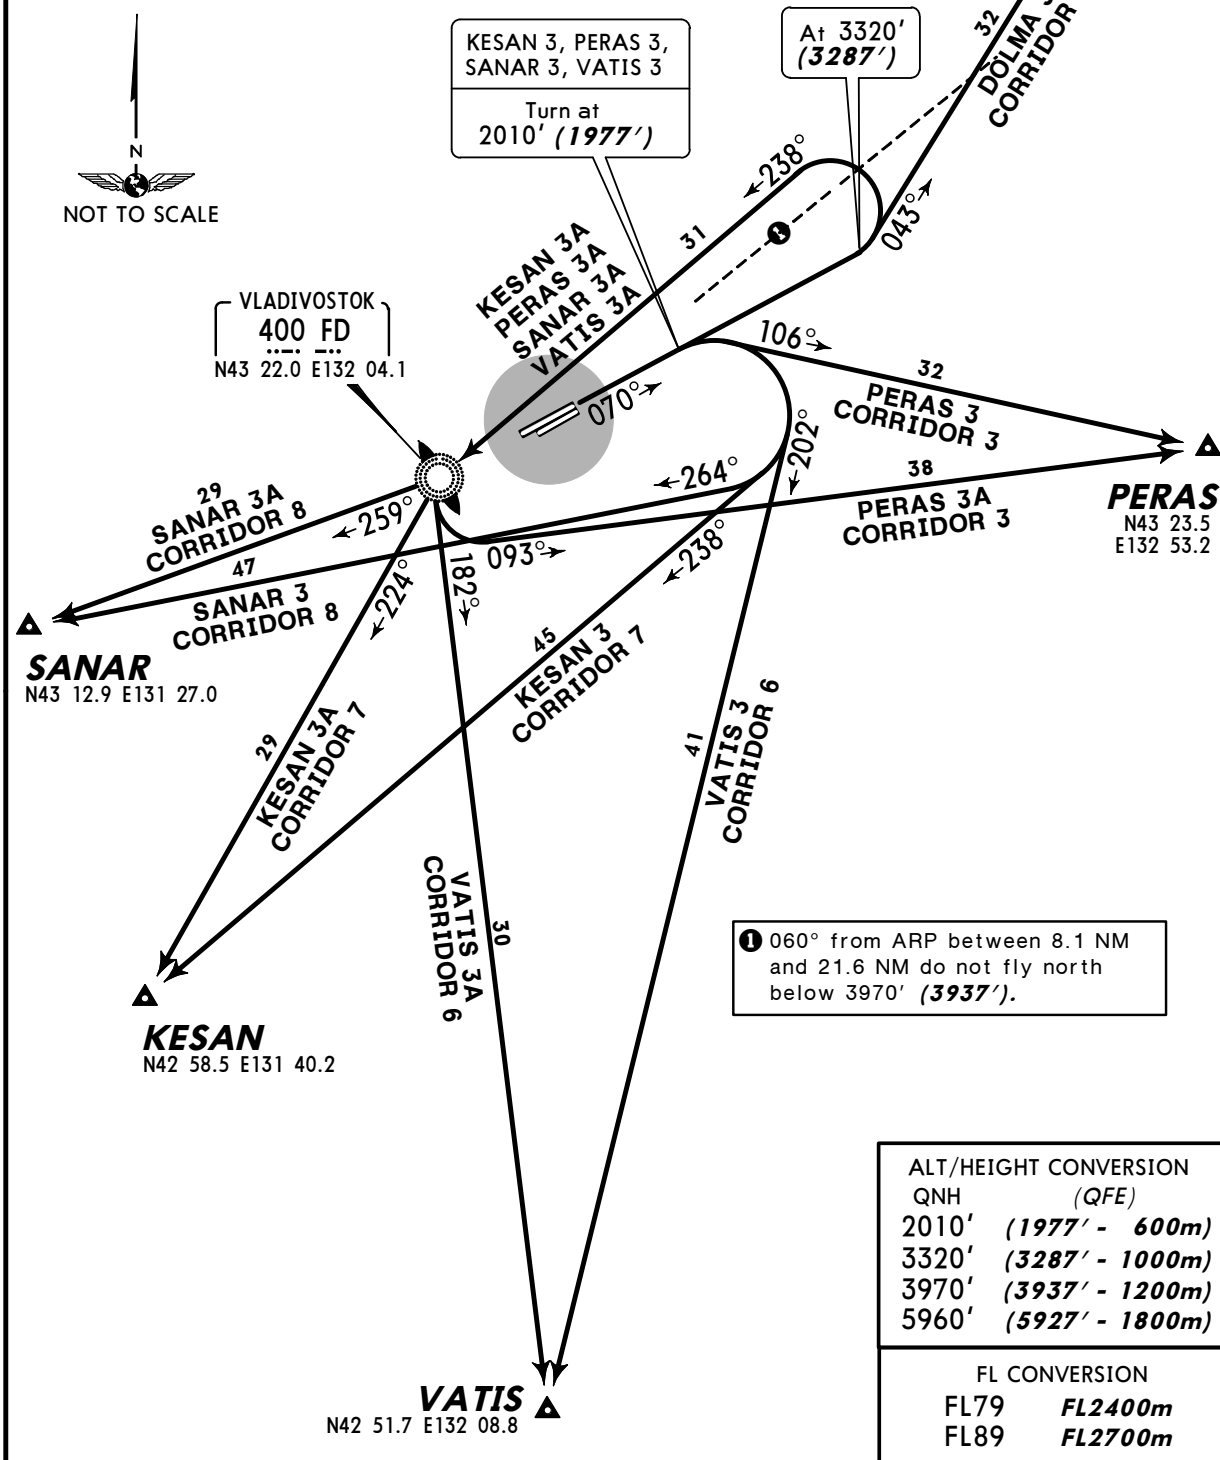 KESAN 3, PERAS 3,
SANAR 3, VATIS 3
Turn at
2010' (1977')
At 3320'
(3287')
32
DOLMA
CORRIDOR
N
NOT TO SCALE
238°
31
043°
KESAN 3A
PERAS 3A
SANAR 3A
VATIS 3A
VLADIVOSTOK
400 FD
N43 22.0 E132 04.1
106°
32
PERAS 3
CORRIDOR 3
070°
202°
38
PERAS 3A
CORRIDOR 3
PERAS
N43 23.5
E132 53.2
264°
29
SANAR 3A
CORRIDOR 8
259°
093°
238°
47
SANAR 3
CORRIDOR 8
224°
182°
SANAR
N43 12.9 E131 27.0
45
KESAN 3
CORRIDOR 7
29
KESAN 3A
CORRIDOR 7
41
VATIS 3
CORRIDOR 6
30
VATIS 3A
CORRIDOR 6
1 060° from ARP between 8.1 NM
and 21.6 NM do not fly north
below 3970' (3937').
KESAN
N42 58.5 E131 40.2
ALT/HEIGHT CONVERSION
QNH (QFE)
2010' (1977' - 600m)
3320' (3287' - 1000m)
3970' (3937' - 1200m)
5960' (5927' - 1800m)
FL CONVERSION
FL79 FL2400m
FL89 FL2700m
VATIS
N42 51.7 E132 08.8